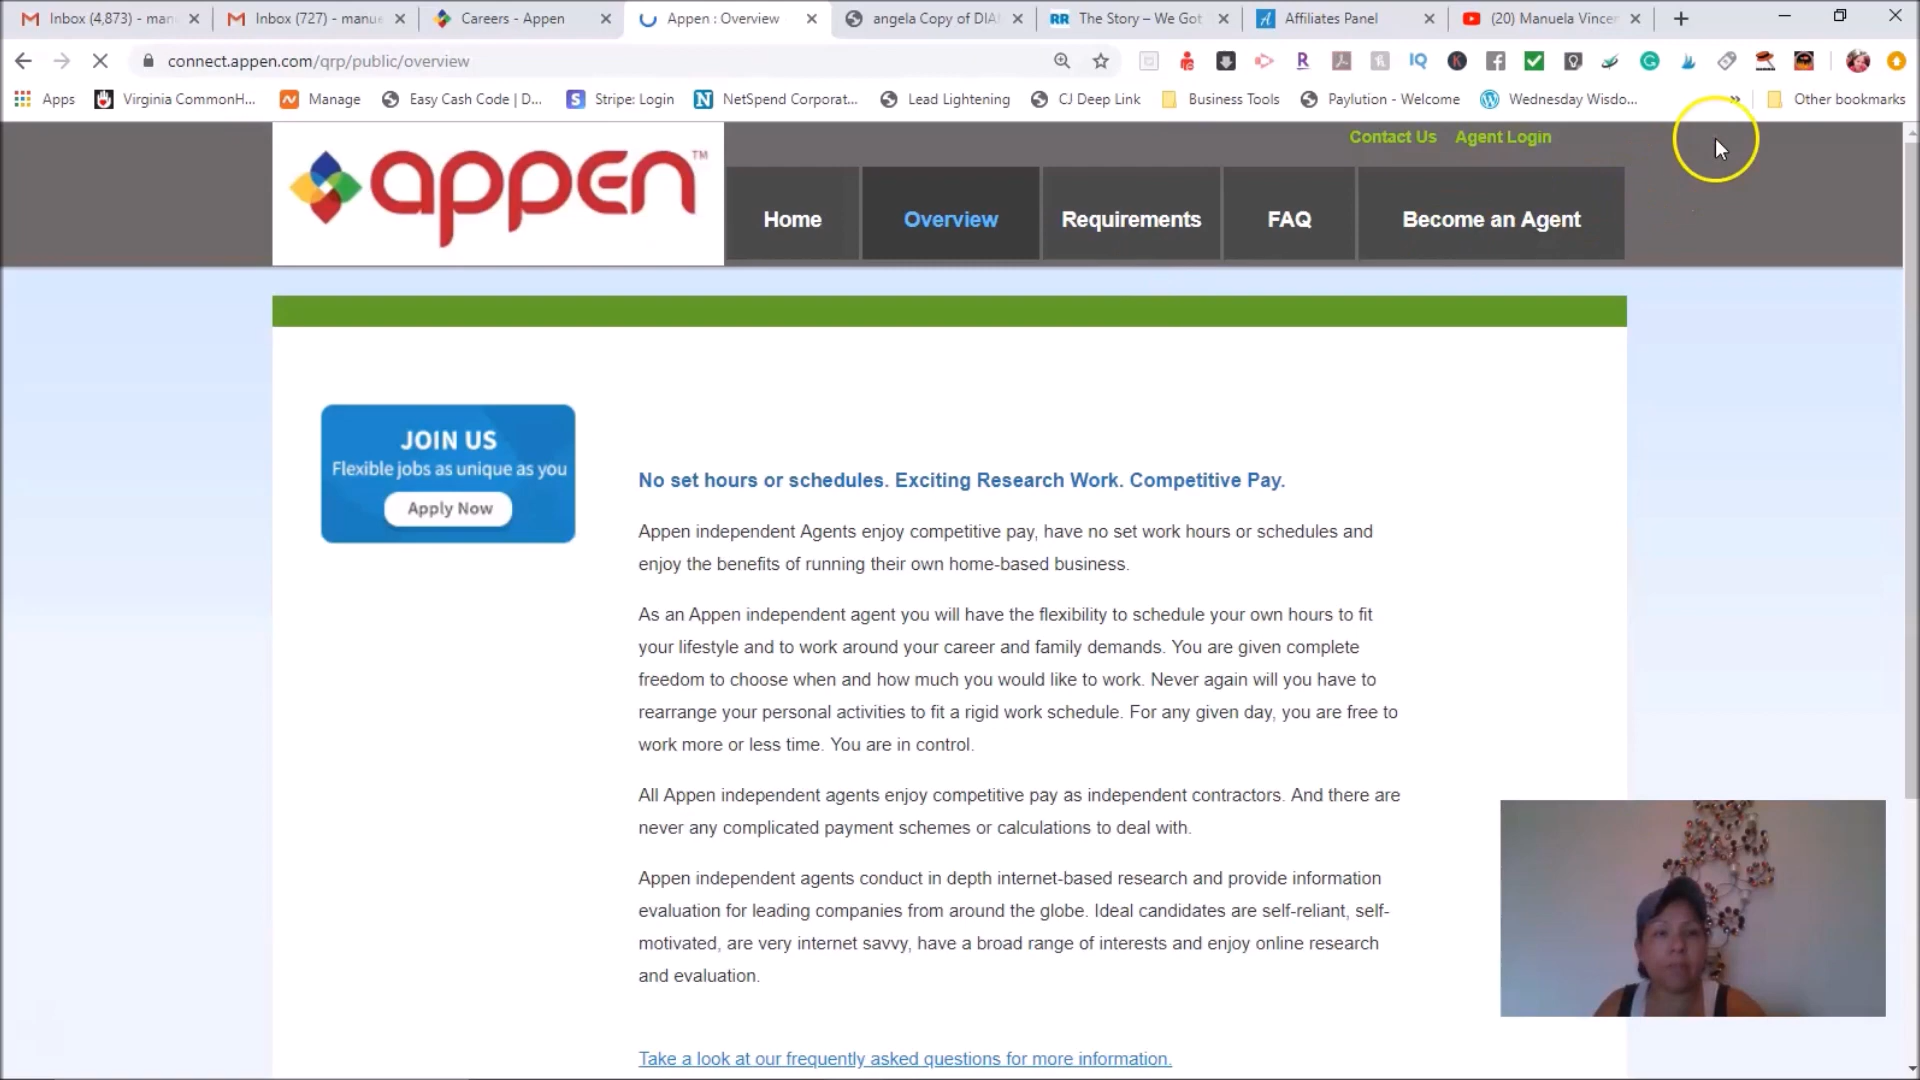 Inbox (4,873) - man
Inbox (727) - manue
Careers - Appen
Appen : Overview
angela Copy of DIA
The Story – We Got
Affiliates Panel
(20) Manuela Vincen
connect.appen.com/qrp/public/overview
Apps
Virginia CommonH...
Manage
Easy Cash Code | D...
Stripe: Login
NetSpend Corporat...
Lead Lightening
CJ Deep Link
Business Tools
Paylution - Welcome
Wednesday Wisdo...
»
Other bookmarks
Contact Us Agent Login
appen™
Home Overview Requirements FAQ Become an Agent
JOIN US
Flexible jobs as unique as you
Apply Now
No set hours or schedules. Exciting Research Work. Competitive Pay.
Appen independent Agents enjoy competitive pay, have no set work hours or schedules and
enjoy the benefits of running their own home-based business.
As an Appen independent agent you will have the flexibility to schedule your own hours to fit
your lifestyle and to work around your career and family demands. You are given complete
freedom to choose when and how much you would like to work. Never again will you have to
rearrange your personal activities to fit a rigid work schedule. For any given day, you are free to
work more or less time. You are in control.
All Appen independent agents enjoy competitive pay as independent contractors. And there are
never any complicated payment schemes or calculations to deal with.
Appen independent agents conduct in depth internet-based research and provide information
evaluation for leading companies from around the globe. Ideal candidates are self-reliant, self-
motivated, are very internet savvy, have a broad range of interests and enjoy online research
and evaluation.
Take a look at our frequently asked questions for more information.